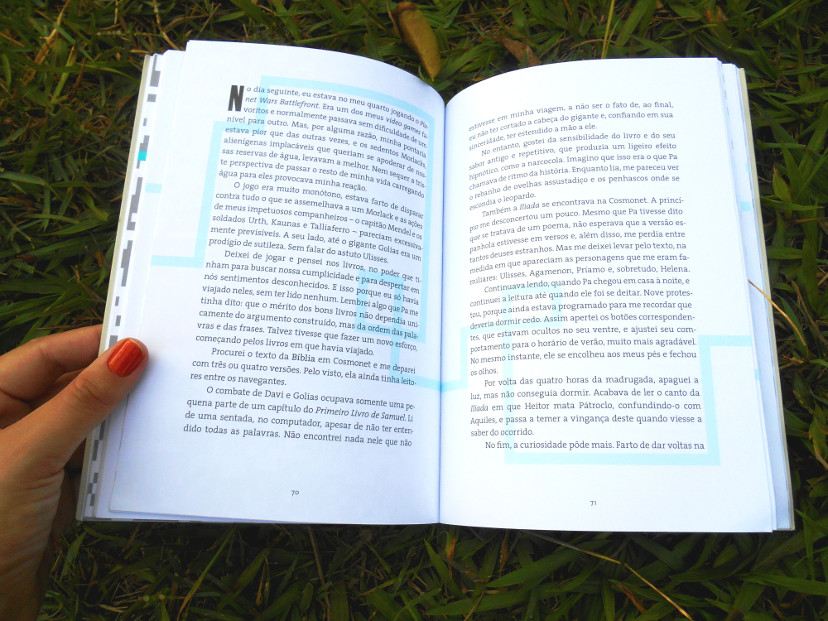 No dia seguinte, eu estava no meu quarto jogando o Pla-
net Wars Battlefront. Era um dos meus video games fa-
voritos e normalmente passava sem dificuldade de um
nível para outro. Mas, por alguma razão, minha pontaria
estava pior que das outras vezes, e os sedentos Morlacks,
alienígenas implacáveis que queriam se apoderar de nos-
sas reservas de água, levavam a melhor. Nem sequer a tris-
te perspectiva de passar o resto de minha vida carregando
água para eles provocava minha reação.
O jogo era muito monótono, estava farto de disparar
contra tudo o que se assemelhava a um Morlack e as ações
de meus impetuosos companheiros – o capitão Mendel e os
soldados Urth, Kaunas e Talliaferro – pareciam excessiva-
mente previsíveis. A seu lado, até o gigante Golias era um
prodígio de sutileza. Sem falar do astuto Ulisses.
Deixei de jogar e pensei nos livros, no poder que ti-
nham para buscar nossa cumplicidade e para despertar em
nós sentimentos desconhecidos. E isso porque eu só havia
viajado neles, sem ter lido nenhum. Lembrei algo que Pa me
tinha dito: que o mérito dos bons livros não dependia uni-
camente do argumento construído, mas da ordem das pala-
vras e das frases. Talvez tivesse que fazer um novo esforço,
começando pelos livros em que havia viajado.
Procurei o texto da Bíblia em Cosmonet e me deparei
com três ou quatro versões. Pelo visto, ela ainda tinha leito-
res entre os navegantes.
O combate de Davi e Golias ocupava somente uma pe-
quena parte de um capítulo do Primeiro Livro de Samuel. Li
de uma sentada, no computador, apesar de não ter enten-
dido todas as palavras. Não encontrei nada nele que não
70
estivesse em minha viagem, a não ser o fato de, ao final,
eu não ter cortado a cabeça do gigante e, confiando em sua
sinceridade, ter estendido a mão a ele.
No entanto, gostei da sensibilidade do livro e do seu
sabor antigo e repetitivo, que produzia um ligeiro efeito
hipnótico, como a narcocola. Imagino que isso era o que Pa
chamava de ritmo da história. Enquanto lia, me pareceu ver
o rebanho de ovelhas assustadiço e os penhascos onde se
escondia o leopardo.
Também a Ilíada se encontrava na Cosmonet. A princí-
pio me desconcertou um pouco. Mesmo que Pa tivesse dito
que se tratava de um poema, não esperava que a versão es-
panhola estivesse em versos e, além disso, me perdia entre
tantos deuses estranhos. Mas me deixei levar pelo texto, na
medida em que apareciam as personagens que me eram fa-
miliares: Ulisses, Agamenon, Príamo e, sobretudo, Helena.
Continuava lendo, quando Pa chegou em casa à noite, e
continuei a leitura até quando ele foi se deitar. Nove protes-
tou, porque ainda estava programado para me recordar que
deveria dormir cedo. Assim apertei os botões corresponden-
tes, que estavam ocultos no seu ventre, e ajustei seu com-
portamento para o horário de verão, muito mais agradável.
No mesmo instante, ele se encolheu aos meus pés e fechou
os olhos.
Por volta das quatro horas da madrugada, apaguei a
luz, mas não conseguia dormir. Acabava de ler o canto da
Ilíada em que Heitor mata Pátroclo, confundindo-o com
Aquiles, e passa a temer a vingança deste quando viesse a
saber do ocorrido.
No fim, a curiosidade pôde mais. Farto de dar voltas na
71